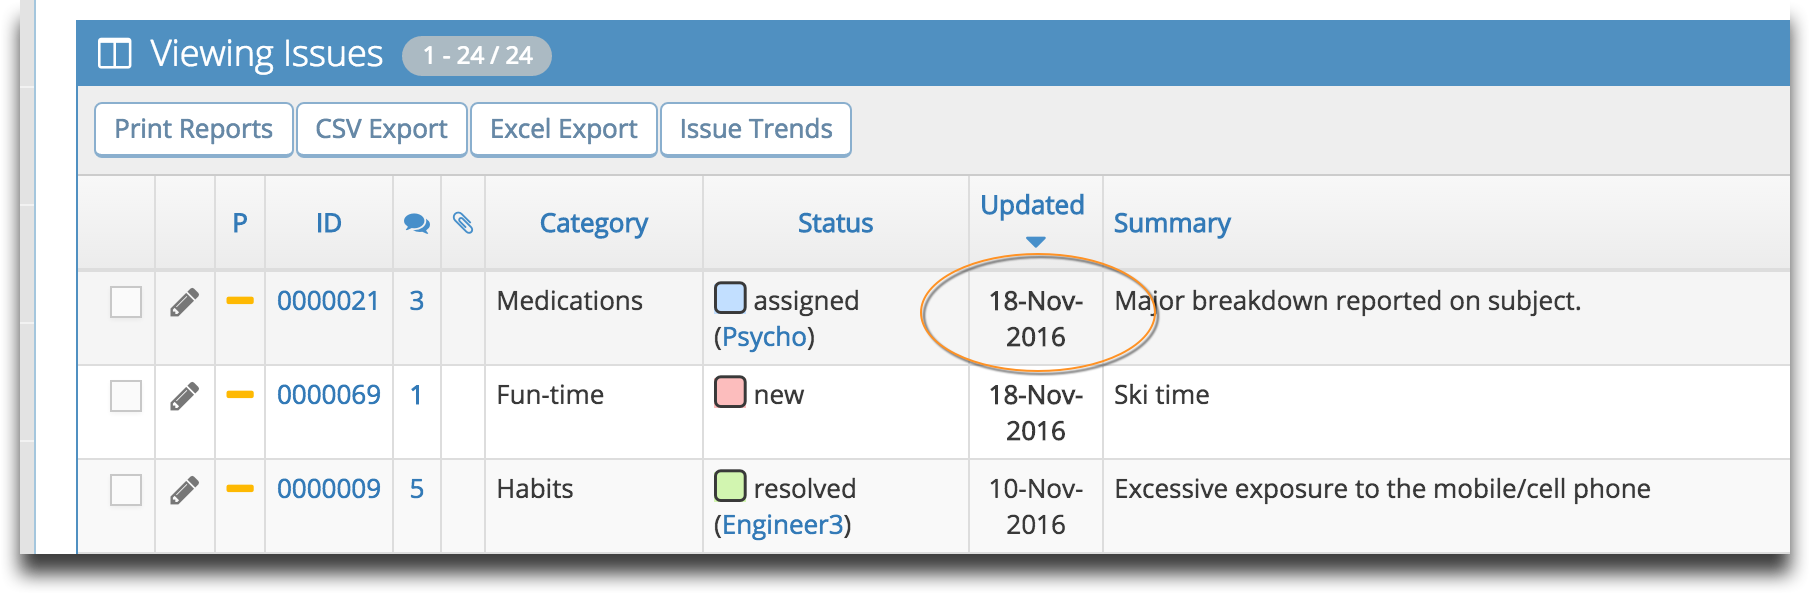 Viewing Issues 1 - 24 / 24
Print Reports CSV Export Excel Export Issue Trends
P ID Category Status Updated Summary
0000021 3 Medications assigned 18-Nov- Major breakdown reported on subject.
(Psycho) 2016
0000069 1 Fun-time new 18-Nov- Ski time
2016
0000009 5 Habits resolved 10-Nov- Excessive exposure to the mobile/cell phone
(Engineer3) 2016